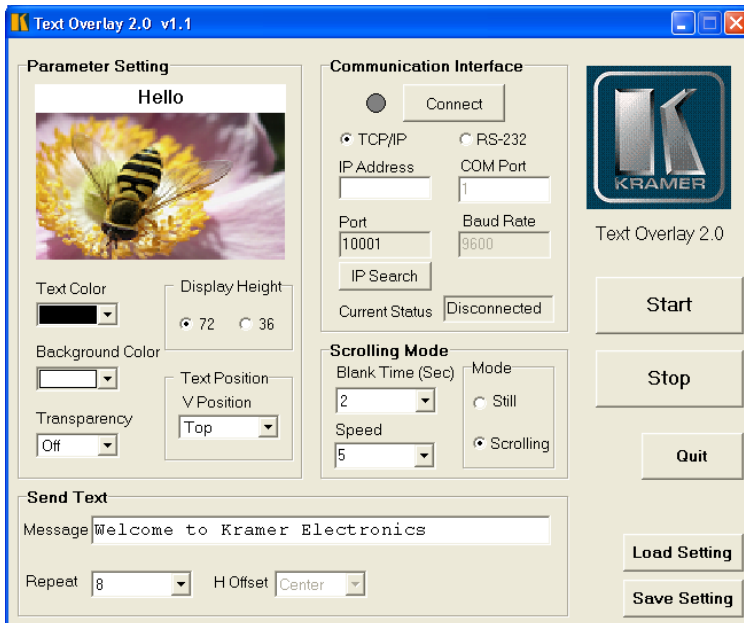 Text Overlay 2.0 v1.1
Parameter Setting
Hello
Text Color
Display Height
72
36
Background Color
Text Position
V Position
Top
Transparency
Off
Communication Interface
Connect
TCP/IP
RS-232
IP Address
COM Port
1
Port
Baud Rate
10001
9600
IP Search
Current Status
Disconnected
Scrolling Mode
Blank Time (Sec)
2
Speed
5
Mode
Still
Scrolling
KRAMER
Text Overlay 2.0
Start
Stop
Quit
Send Text
Message
Welcome to Kramer Electronics
Repeat
8
H Offset
Center
Load Setting
Save Setting